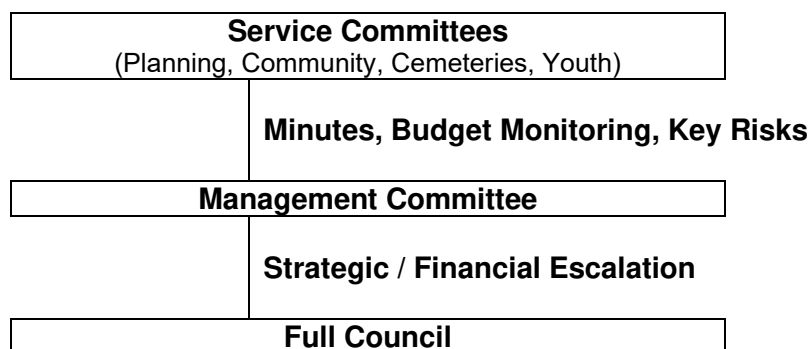 Service Committees
(Planning, Community, Cemeteries, Youth)
Minutes, Budget Monitoring, Key Risks
Management Committee
Strategic / Financial Escalation
Full Council